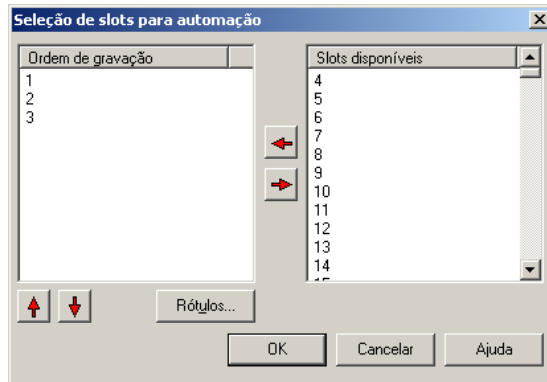 Seleção de slots para automação
Ordem de gravação
1
2
3
Slots disponíveis
4
5
6
7
8
9
10
11
12
13
14
Rótulos...
OK
Cancelar
Ajuda